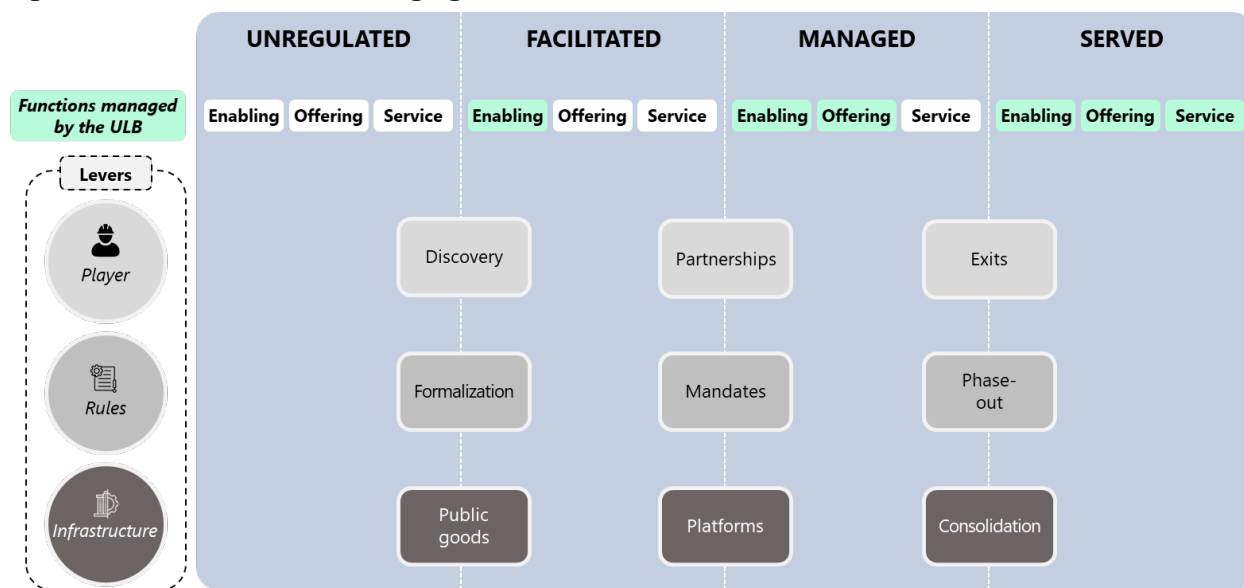 UNREGULATED FACILITATED MANAGED SERVED
Functions managed
by the ULB
Enabling Offering Service Enabling Offering Service Enabling Offering Service Enabling Offering Service
Levers
Player
Discovery
Partnerships
Exits
Rules
Formalization
Mandates
Phase-
out
Infrastructure
Public
goods
Platforms
Consolidation